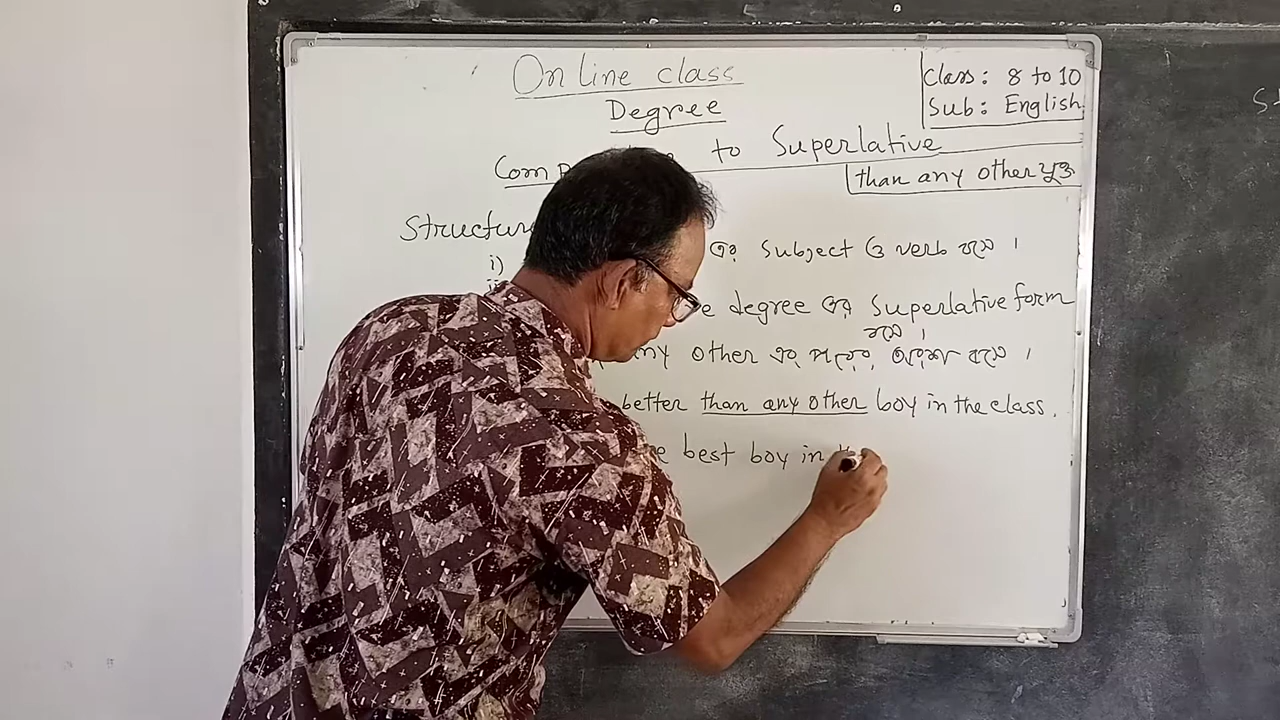 On line class
Class: 8 to 10
Degree
Sub: English
to Superlative
than any other যুক্ত
Structure
i) এর subject ও verb বসে ।
degree এর Superlative form
বসে ।
any other এর পরের অংশ বসে ।
better than any other boy in the class.
best boy in